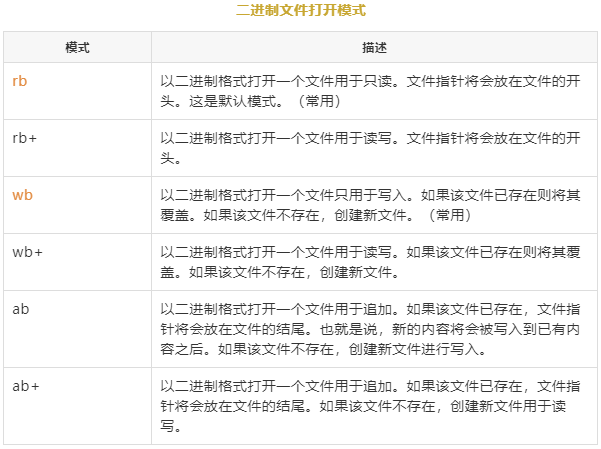 二进制文件打开模式
模式
描述
rb
以二进制格式打开一个文件用于只读。文件指针将会放在文件的开
头。这是默认模式。（常用）
rb+
以二进制格式打开一个文件用于读写。文件指针将会放在文件的开
头。
wb
以二进制格式打开一个文件只用于写入。如果该文件已存在则将其
覆盖。如果该文件不存在，创建新文件。（常用）
wb+
以二进制格式打开一个文件用于读写。如果该文件已存在则将其覆
盖。如果该文件不存在，创建新文件。
ab
以二进制格式打开一个文件用于追加。如果该文件已存在，文件指
针将会放在文件的结尾。也就是说，新的内容将会被写入到已有内
容之后。如果该文件不存在，创建新文件进行写入。
ab+
以二进制格式打开一个文件用于追加。如果该文件已存在，文件指
针将会放在文件的结尾。如果该文件不存在，创建新文件用于读
写。